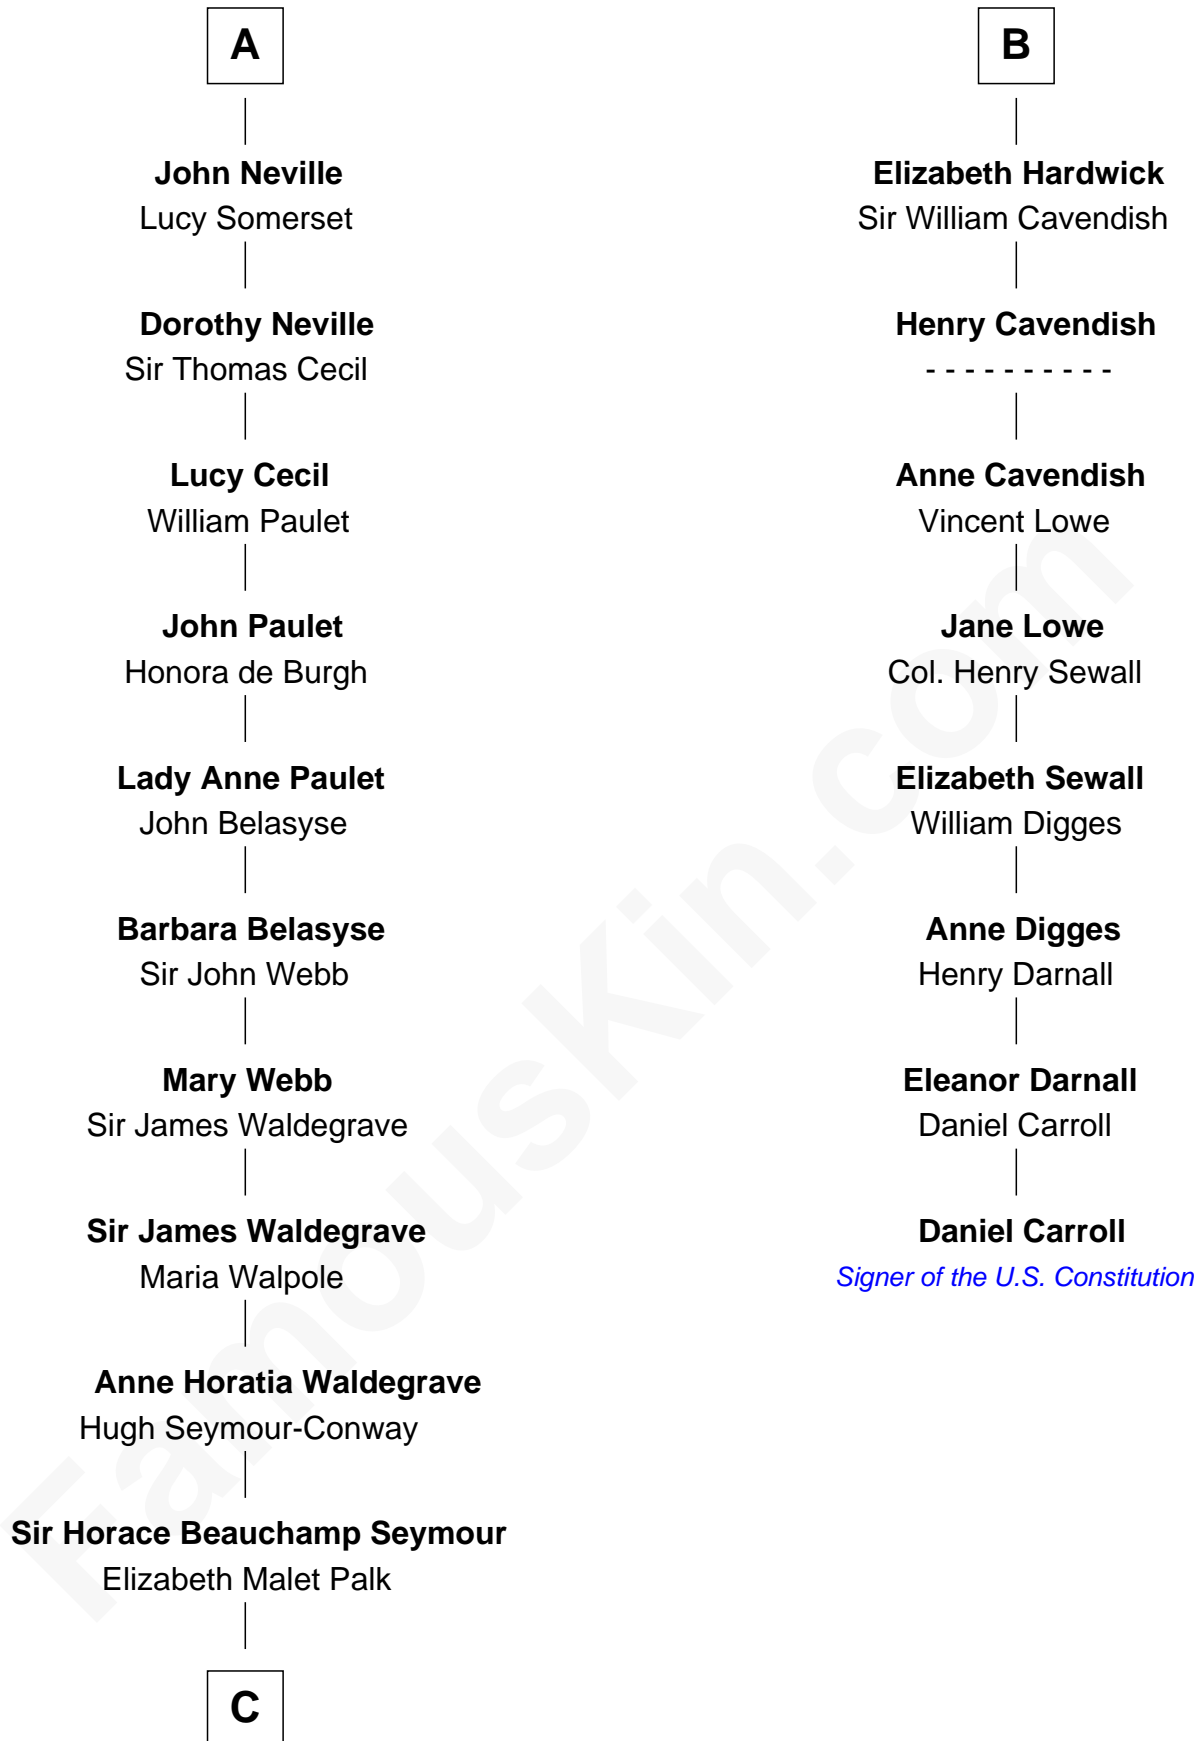 A
John Neville
Lucy Somerset
Dorothy Neville
Sir Thomas Cecil
Lucy Cecil
William Paulet
John Paulet
Honora de Burgh
Lady Anne Paulet
John Belasyse
Barbara Belasyse
Sir John Webb
Mary Webb
Sir James Waldegrave
Sir James Waldegrave
Maria Walpole
Anne Horatia Waldegrave
Hugh Seymour-Conway
Sir Horace Beauchamp Seymour
Elizabeth Malet Palk
C
B
Elizabeth Hardwick
Sir William Cavendish
Henry Cavendish
- - - - - - - - - -
Anne Cavendish
Vincent Lowe
Jane Lowe
Col. Henry Sewall
Elizabeth Sewall
William Digges
Anne Digges
Henry Darnall
Eleanor Darnall
Daniel Carroll
Daniel Carroll
Signer of the U.S. Constitution
FamousKin.com